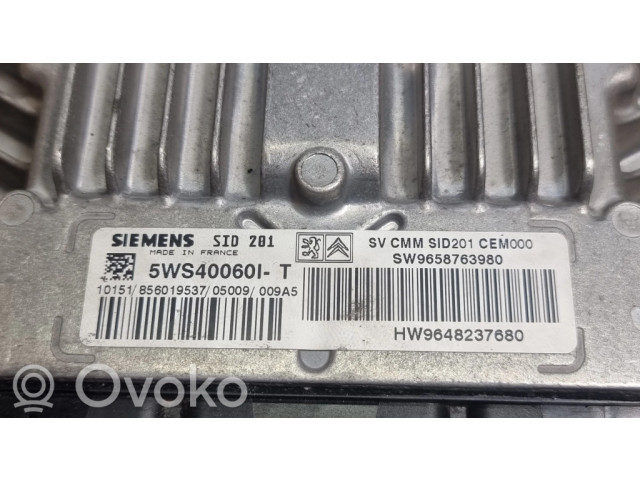 SIEMENS SID 201
MADE IN FRANCE
5WS40060I- T
10151/856019537/05009/009A5
SV CMM SID201 CEM000
SW9658763980
HW9648237680
Ovoko